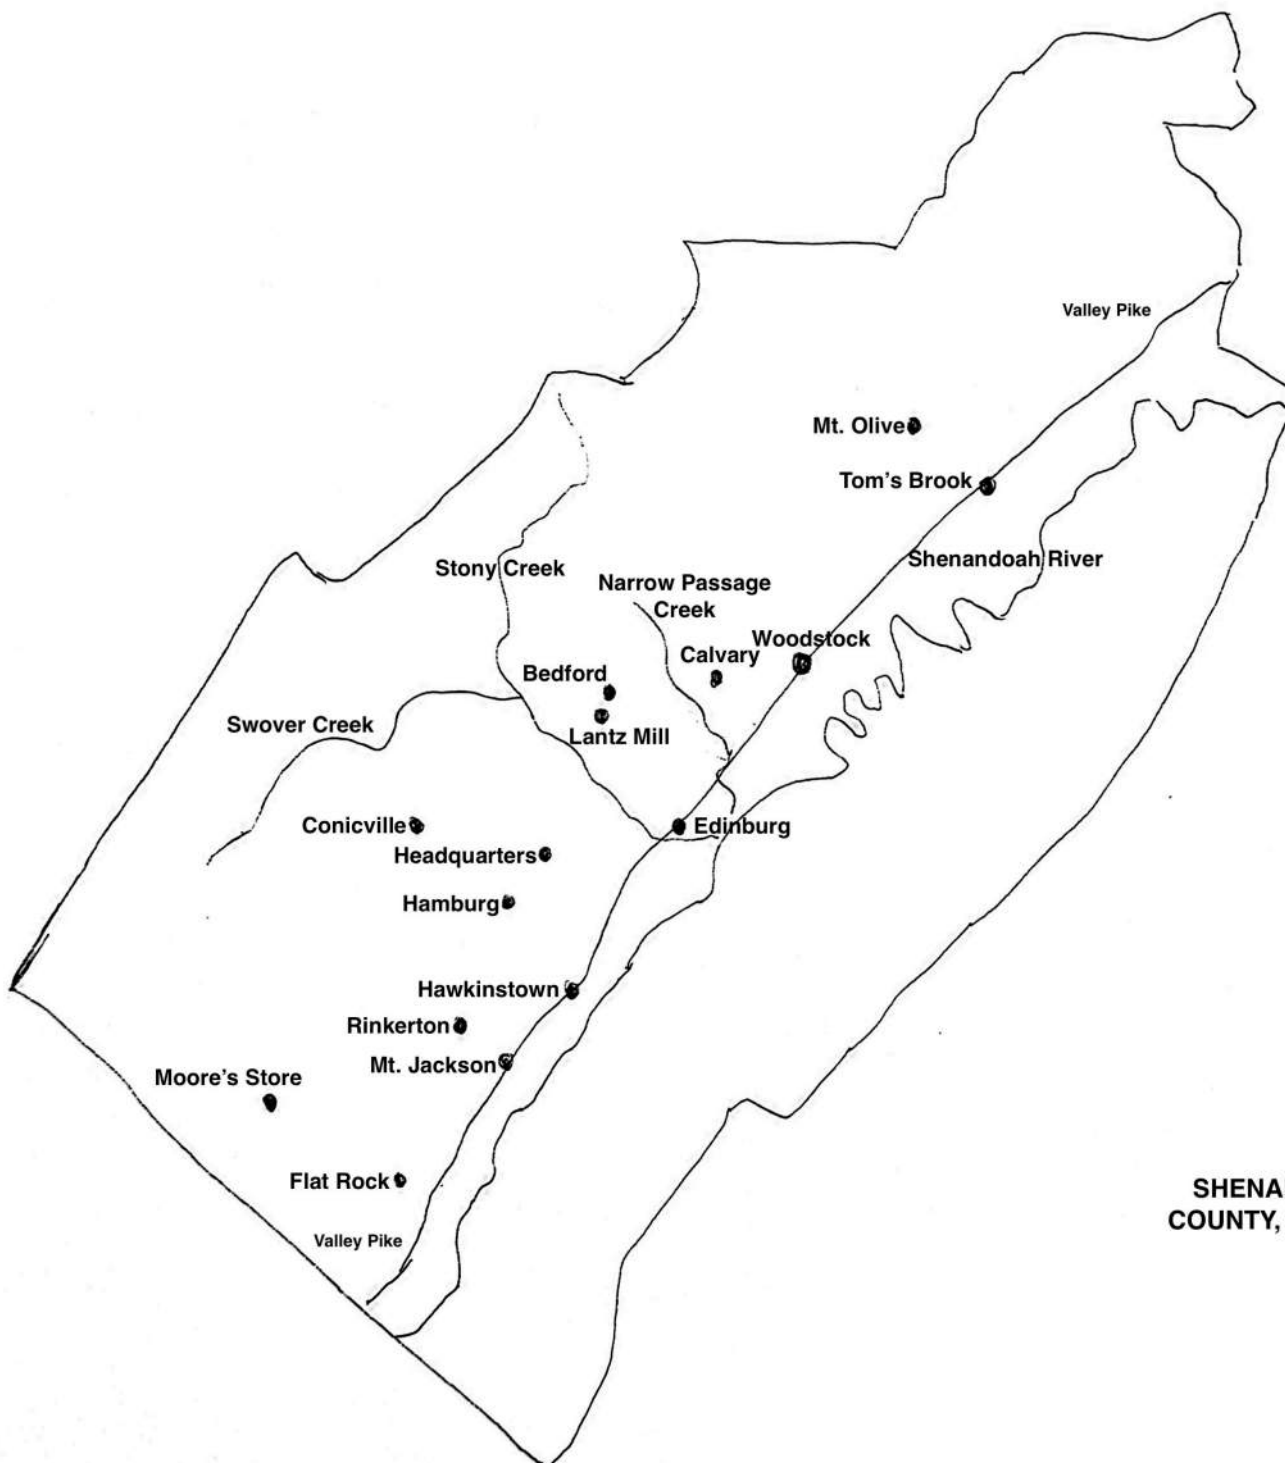 Valley Pike
Mt. Olive
Tom's Brook
Shenandoah River
Stony Creek
Narrow Passage
Creek
Woodstock
Calvary
Bedford
Swover Creek
Lantz Mill
Conicville
Edinburg
Headquarters
Hamburg
Hawkinstown
Rinkerton
Mt. Jackson
Moore's Store
Flat Rock
SHENA
COUNTY,
Valley Pike